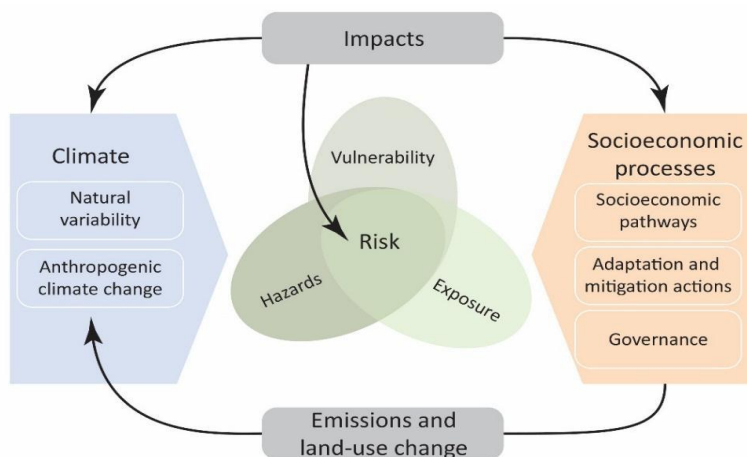 Impacts
Climate
Natural
variability
Anthropogenic
climate change
Vulnerability
Risk
Hazards
Exposure
Socioeconomic
processes
Socioeconomic
pathways
Adaptation and
mitigation actions
Governance
Emissions and
land-use change